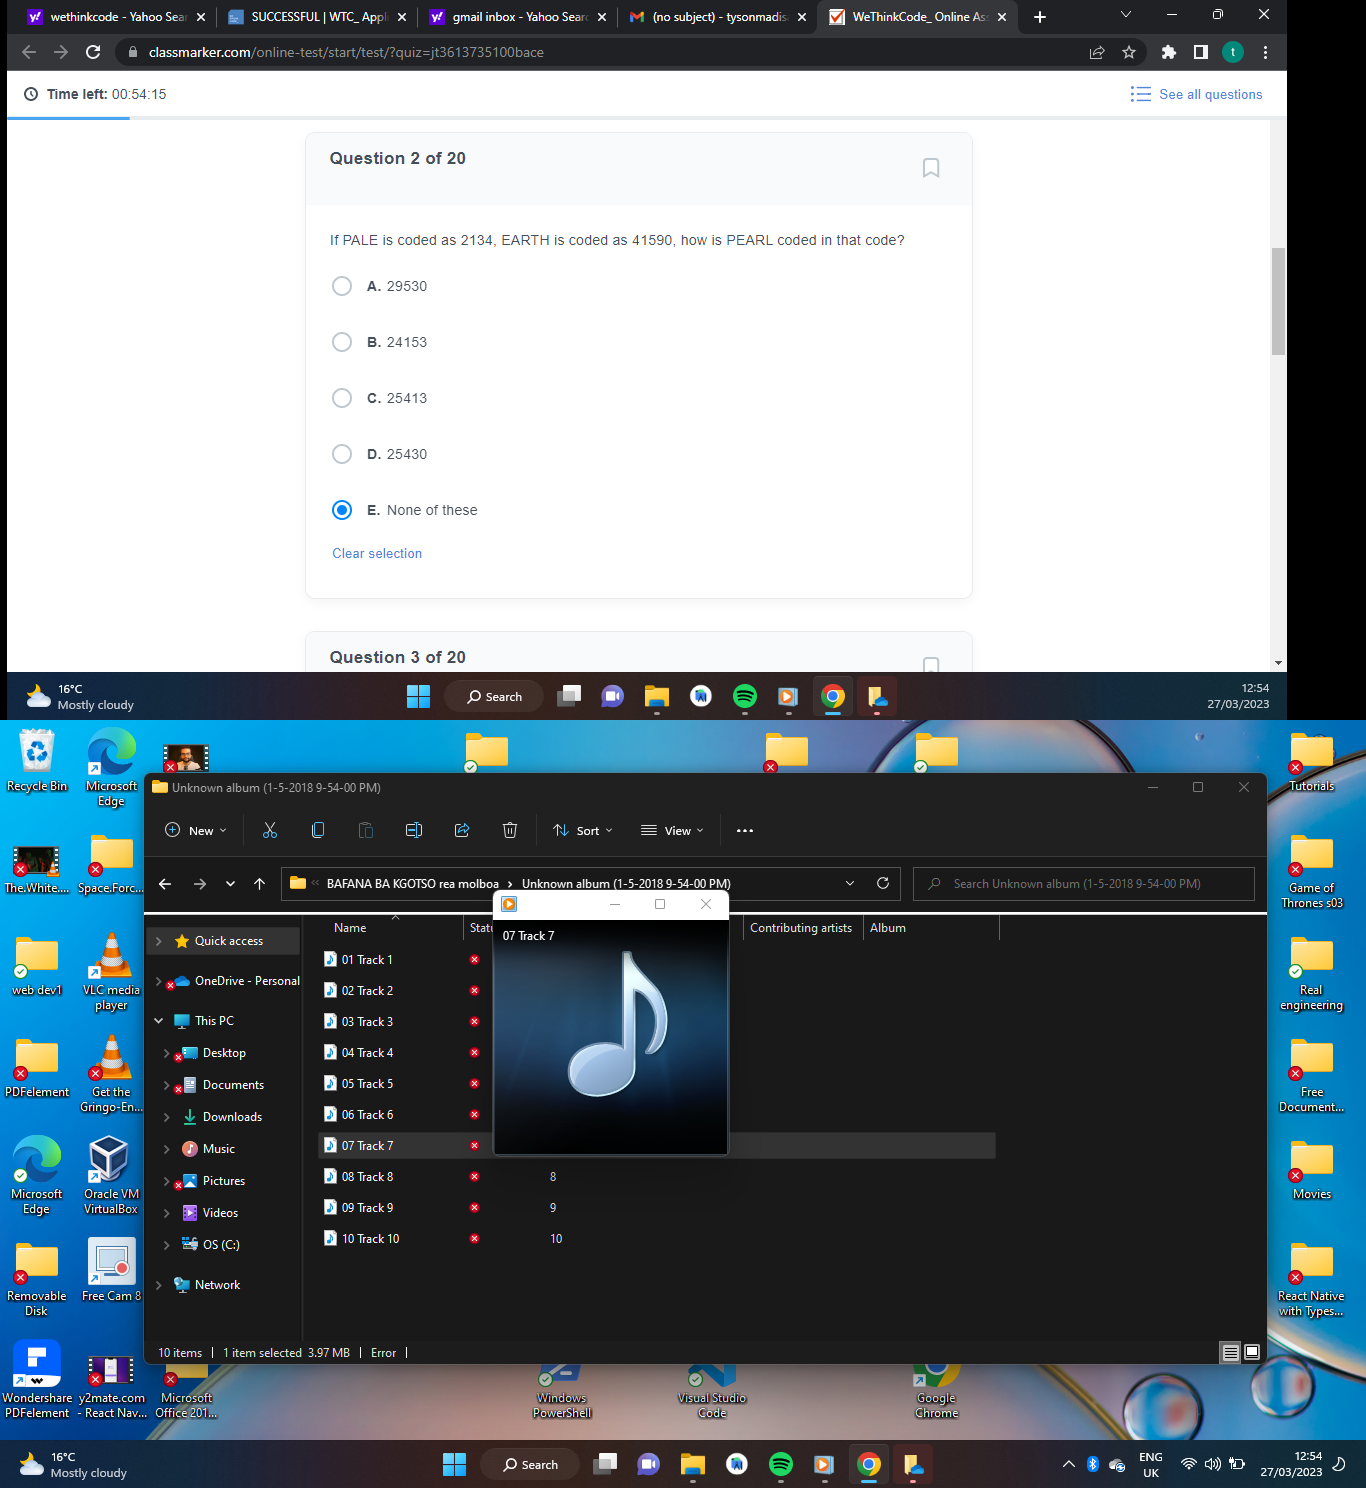 wethinkcode - Yahoo Sear
SUCCESSFUL | WTC_ Appli
gmail inbox - Yahoo Searc
(no subject) - tysonmadis
WeThinkCode_ Online Ass
classmarker.com/online-test/start/test/?quiz=jt3613735100bace
t
Time left: 00:54:15
See all questions
Question 2 of 20
If PALE is coded as 2134, EARTH is coded as 41590, how is PEARL coded in that code?
A. 29530
B. 24153
C. 25413
D. 25430
E. None of these
Clear selection
Question 3 of 20
16°C
Mostly cloudy
Search
12:54
27/03/2023
Recycle Bin
Microsoft
Edge
Tutorials
Unknown album (1-5-2018 9-54-00 PM)
New
Sort
View
The.White....
Space.Forc...
BAFANA BA KGOTSO rea molboa
Unknown album (1-5-2018 9-54-00 PM)
Search Unknown album (1-5-2018 9-54-00 PM)
Game of
Thrones s03
Name
Statu
Contributing artists
Album
07 Track 7
Quick access
OneDrive - Personal
This PC
Desktop
Documents
Downloads
Music
Pictures
Videos
OS (C:)
Network
01 Track 1
02 Track 2
03 Track 3
04 Track 4
05 Track 5
06 Track 6
07 Track 7
08 Track 8
8
09 Track 9
9
10 Track 10
10
web dev1
VLC media
player
Real
engineering
PDFelement
Get the
Gringo-En...
Free
Document...
Microsoft
Edge
Oracle VM
VirtualBox
Movies
Removable
Disk
Free Cam 8
React Native
with Types...
10 items
1 item selected 3.97 MB
Error
Wondershare
PDFelement
y2mate.com
- React Nav...
Microsoft
Office 201...
Windows
PowerShell
Visual Studio
Code
Google
Chrome
16°C
Mostly cloudy
Search
ENG
UK
12:54
27/03/2023